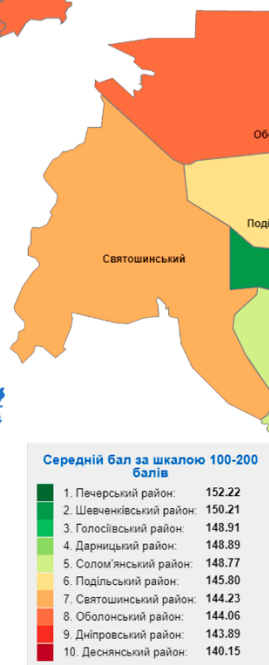 Об
Поді
Святошинський
Середній бал за шкалою 100-200
балів
1. Печерський район: 152.22
2. Шевченківський район: 150.21
3. Голосіївський район: 148.91
4. Дарницький район: 148.89
5. Солом'янський район: 148.77
6. Подільський район: 145.80
7. Святошинський район: 144.23
8. Оболонський район: 144.06
9. Дніпровський район: 143.89
10. Деснянський район: 140.15